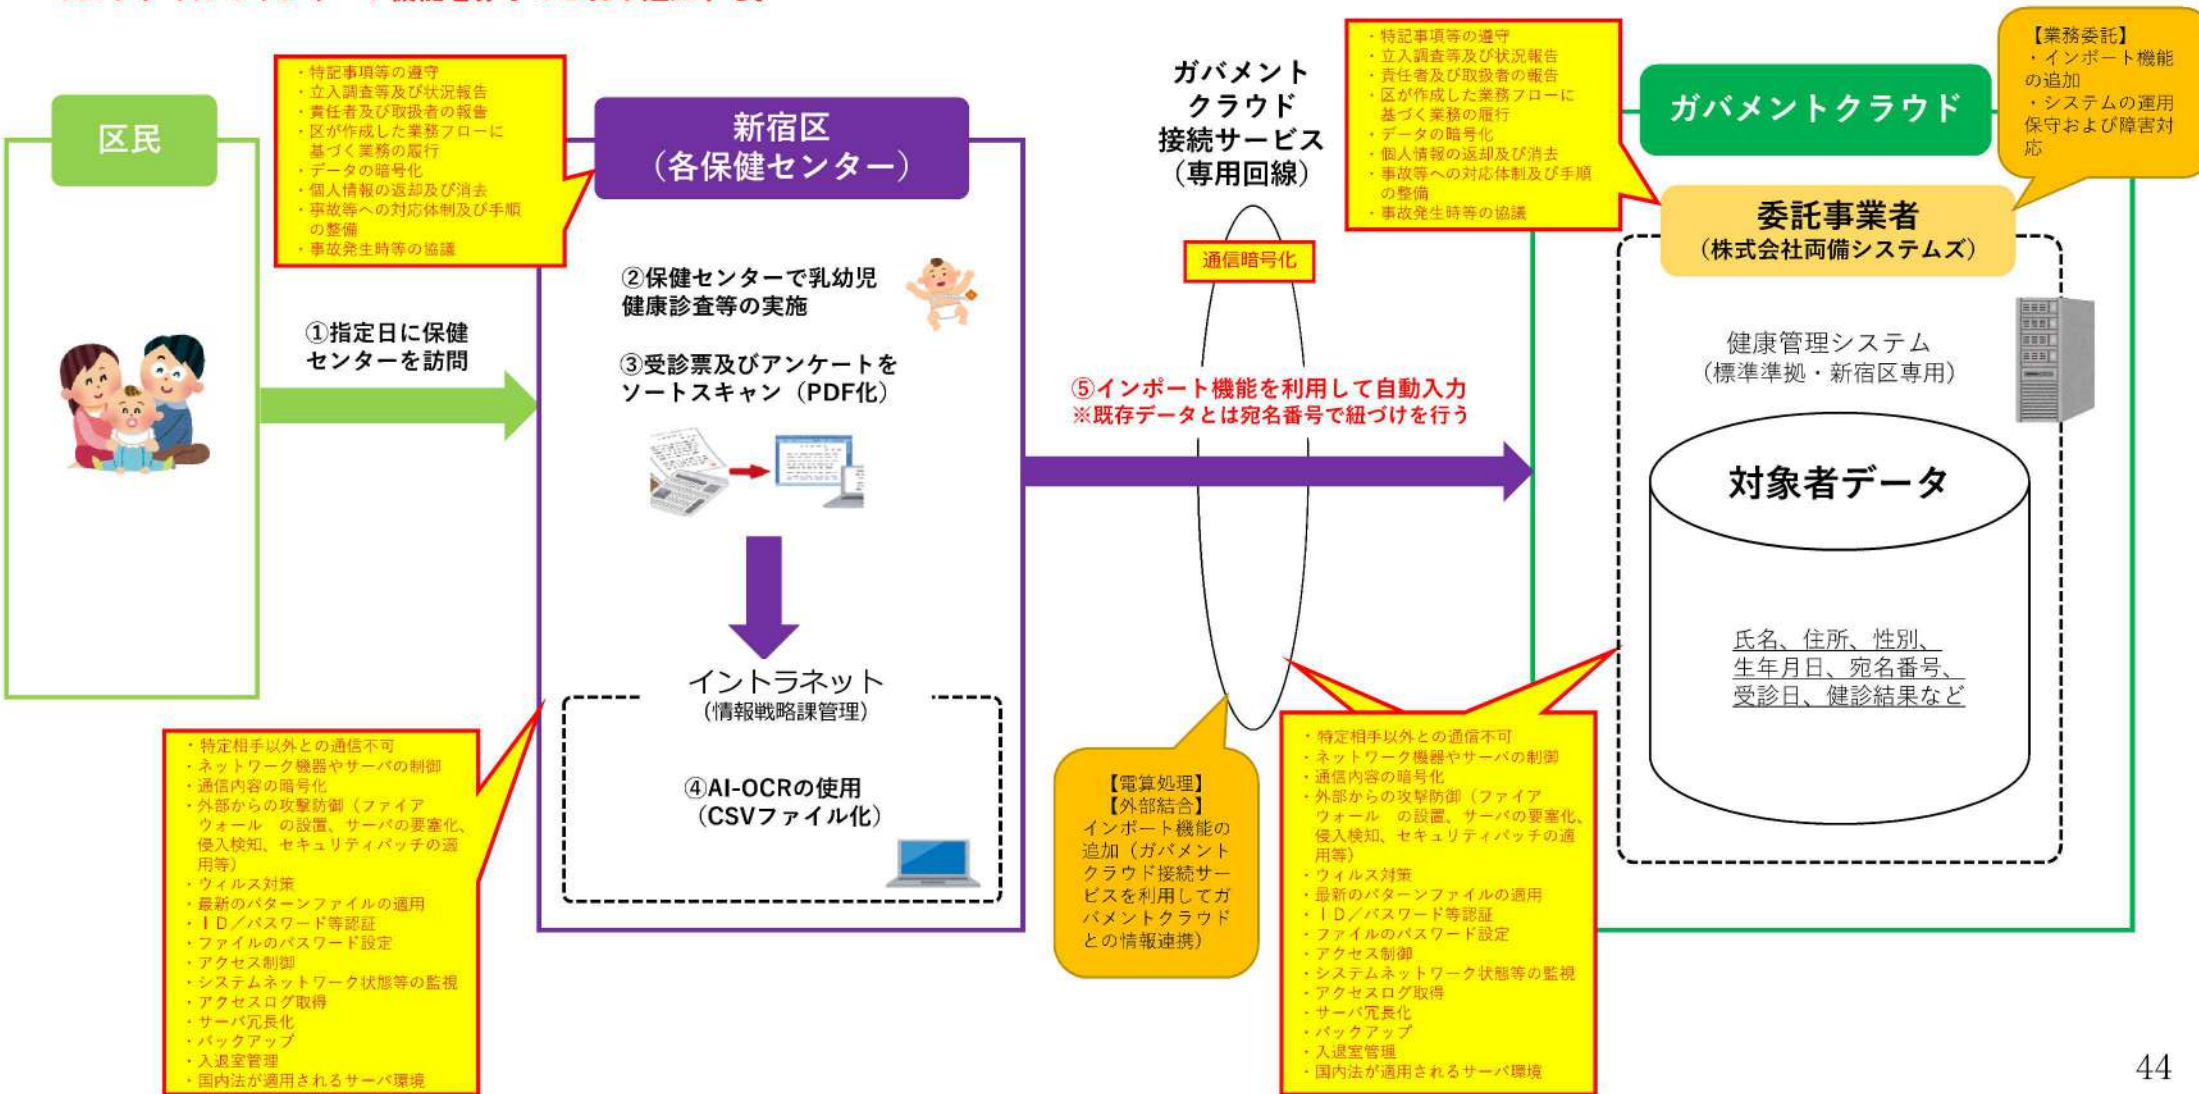 区民
・特記事項等の遵守
・立入調査等及び状況報告
・責任者及び取扱者の報告
・区が作成した業務フローに
基づく業務の履行
・データの暗号化
・個人情報の返却及び消去
・事故等への対応体制及び手順
の整備
・事故発生時等の協議
①指定日に保健
センターを訪問
新宿区
（各保健センター）
②保健センターで乳幼児
健康診査等の実施
③受診票及びアンケートを
ソートスキャン（PDF化）
イントラネット
（情報戦略課管理）
④AI-OCRの使用
（CSVファイル化）
・特定相手以外との通信不可
・ネットワーク機器やサーバの制御
・通信内容の暗号化
・外部からの攻撃防御（ファイア
ウォール　の設置、サーバの要塞化、
侵入検知、セキュリティパッチの適
用等）
・ウィルス対策
・最新のパターンファイルの適用
・ＩＤ／パスワード等認証
・ファイルのパスワード設定
・アクセス制御
・システムネットワーク状態等の監視
・アクセスログ取得
・サーバ冗長化
・バックアップ
・入退室管理
・国内法が適用されるサーバ環境
ガバメント
クラウド
接続サービス
（専用回線）
通信暗号化
⑤インポート機能を利用して自動入力
※既存データとは宛名番号で紐づけを行う
【電算処理】
【外部結合】
インポート機能の
追加（ガバメント
クラウド接続サー
ビスを利用してガ
バメントクラウド
との情報連携）
・特記事項等の遵守
・立入調査等及び状況報告
・責任者及び取扱者の報告
・区が作成した業務フローに
基づく業務の履行
・データの暗号化
・個人情報の返却及び消去
・事故等への対応体制及び手順
の整備
・事故発生時等の協議
ガバメントクラウド
【業務委託】
・インポート機能
の追加
・システムの運用
保守および障害対
応
委託事業者
（株式会社両備システムズ）
健康管理システム
（標準準拠・新宿区専用）
対象者データ
氏名、住所、性別、
生年月日、宛名番号、
受診日、健診結果など
・特定相手以外との通信不可
・ネットワーク機器やサーバの制御
・通信内容の暗号化
・外部からの攻撃防御（ファイア
ウォール　の設置、サーバの要塞化、
侵入検知、セキュリティパッチの適
用等）
・ウィルス対策
・最新のパターンファイルの適用
・ＩＤ／パスワード等認証
・ファイルのパスワード設定
・アクセス制御
・システムネットワーク状態等の監視
・アクセスログ取得
・サーバ冗長化
・バックアップ
・入退室管理
・国内法が適用されるサーバ環境
44